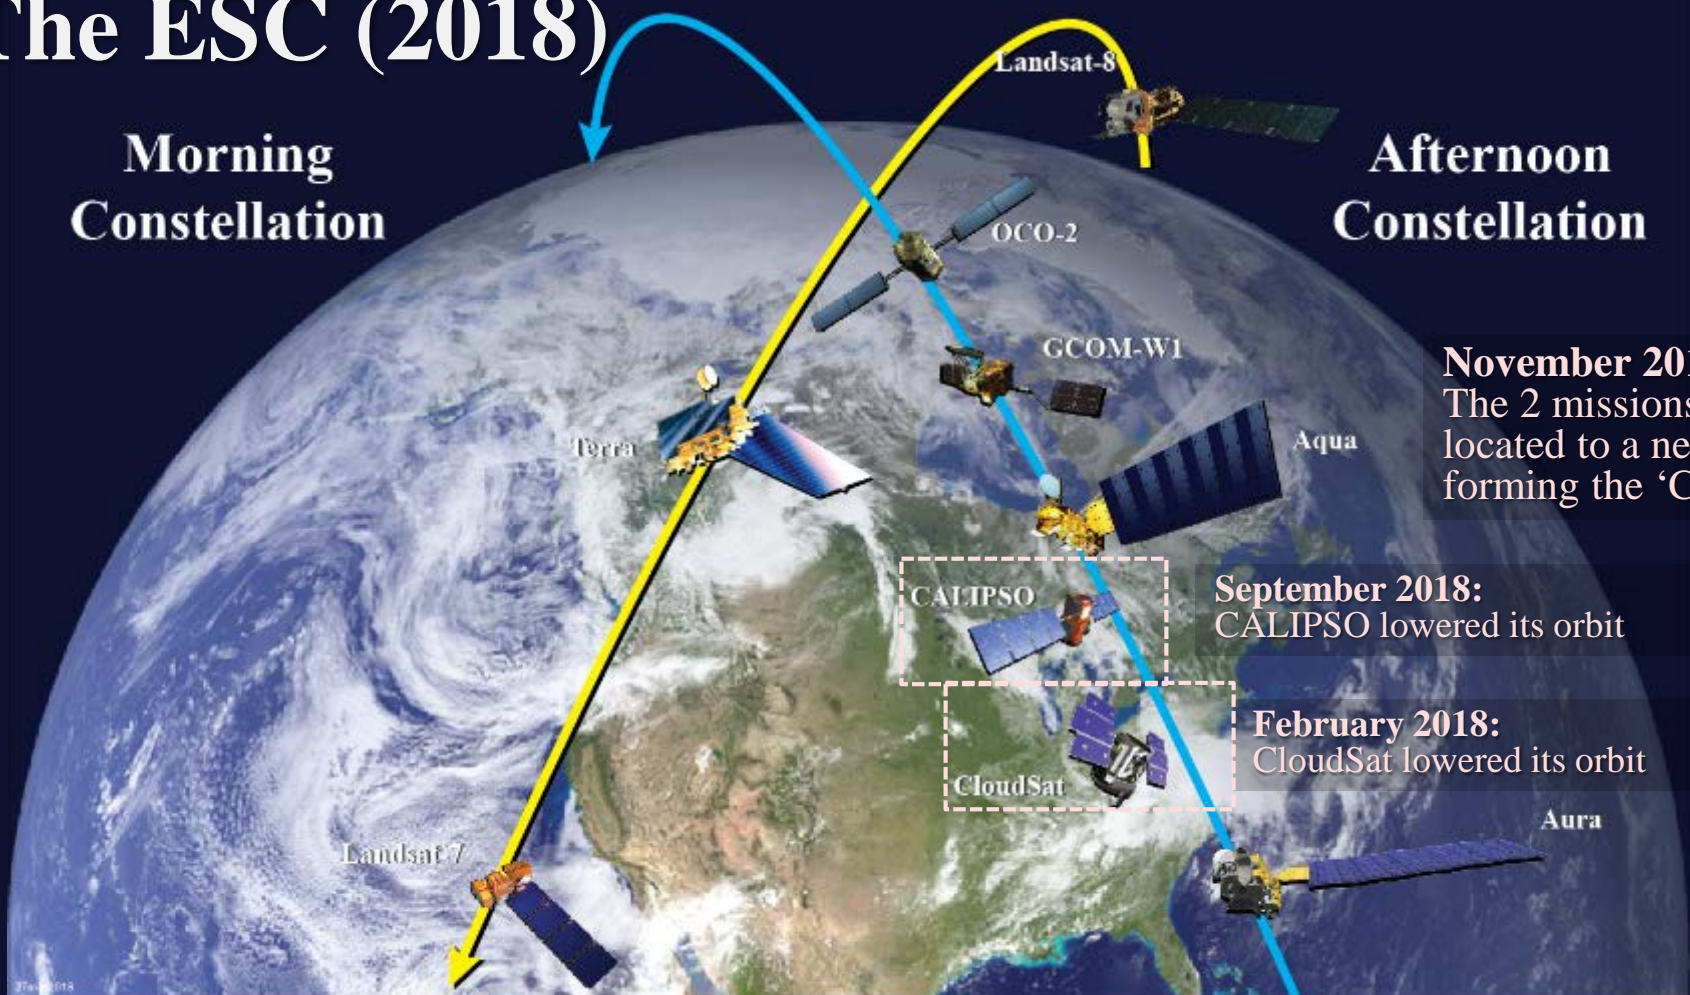 The ESC (2018)
Morning
Constellation
Afternoon
Constellation
Landsat-8
OCO-2
GCOM-W1
Terra
Aqua
November 201
The 2 missions
located to a ne
forming the ‘C
CALIPSO
September 2018:
CALIPSO lowered its orbit
February 2018:
CloudSat lowered its orbit
CloudSat
Aura
Landsat-7